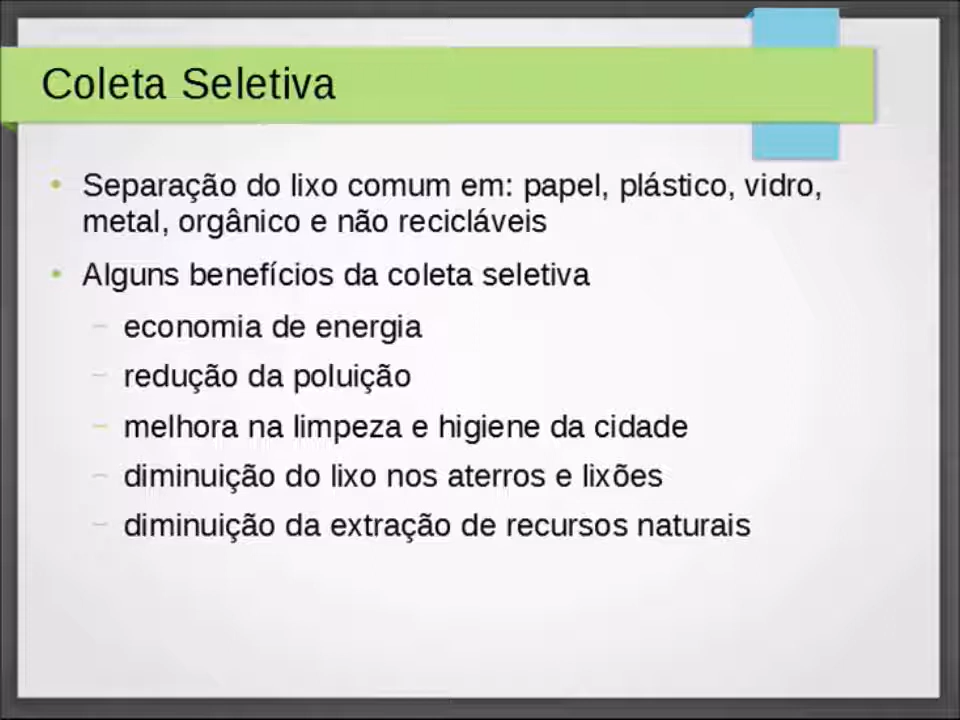 Coleta Seletiva
• Separação do lixo comum em: papel, plástico, vidro,
metal, orgânico e não recicláveis
• Alguns benefícios da coleta seletiva
– economia de energia
– redução da poluição
– melhora na limpeza e higiene da cidade
– diminuição do lixo nos aterros e lixões
– diminuição da extração de recursos naturais